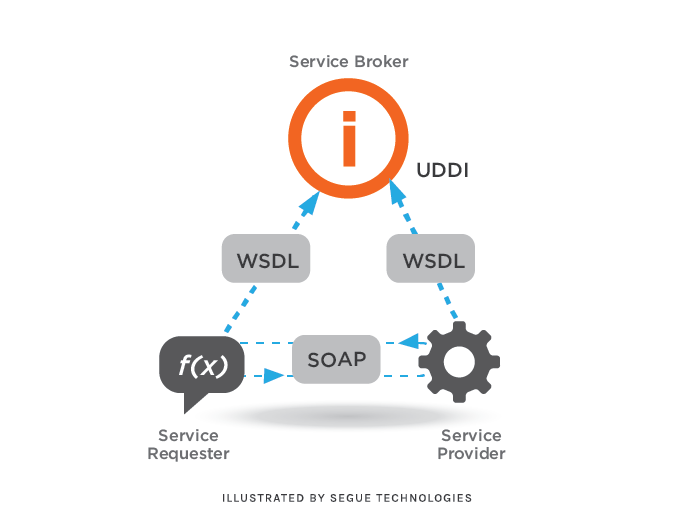 Service Broker
i
UDDI
WSDL
WSDL
f(x)
SOAP
Service
Requester
Service
Provider
ILLUSTRATED BY SEGUE TECHNOLOGIES